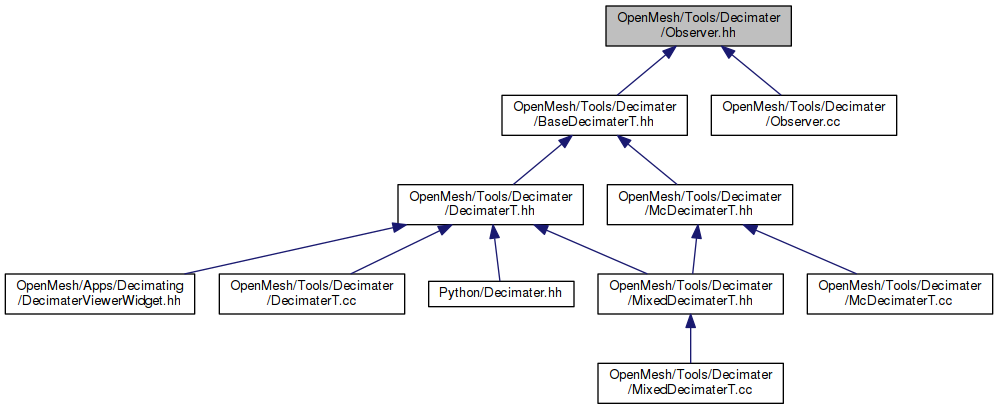 OpenMesh/Tools/Decimater
/Observer.hh
OpenMesh/Tools/Decimater
/BaseDecimaterT.hh
OpenMesh/Tools/Decimater
/Observer.cc
OpenMesh/Tools/Decimater
/DecimaterT.hh
OpenMesh/Tools/Decimater
/McDecimaterT.hh
OpenMesh/Apps/Decimating
/DecimaterViewerWidget.hh
OpenMesh/Tools/Decimater
/DecimaterT.cc
Python/Decimater.hh
OpenMesh/Tools/Decimater
/MixedDecimaterT.hh
OpenMesh/Tools/Decimater
/McDecimaterT.cc
OpenMesh/Tools/Decimater
/MixedDecimaterT.cc